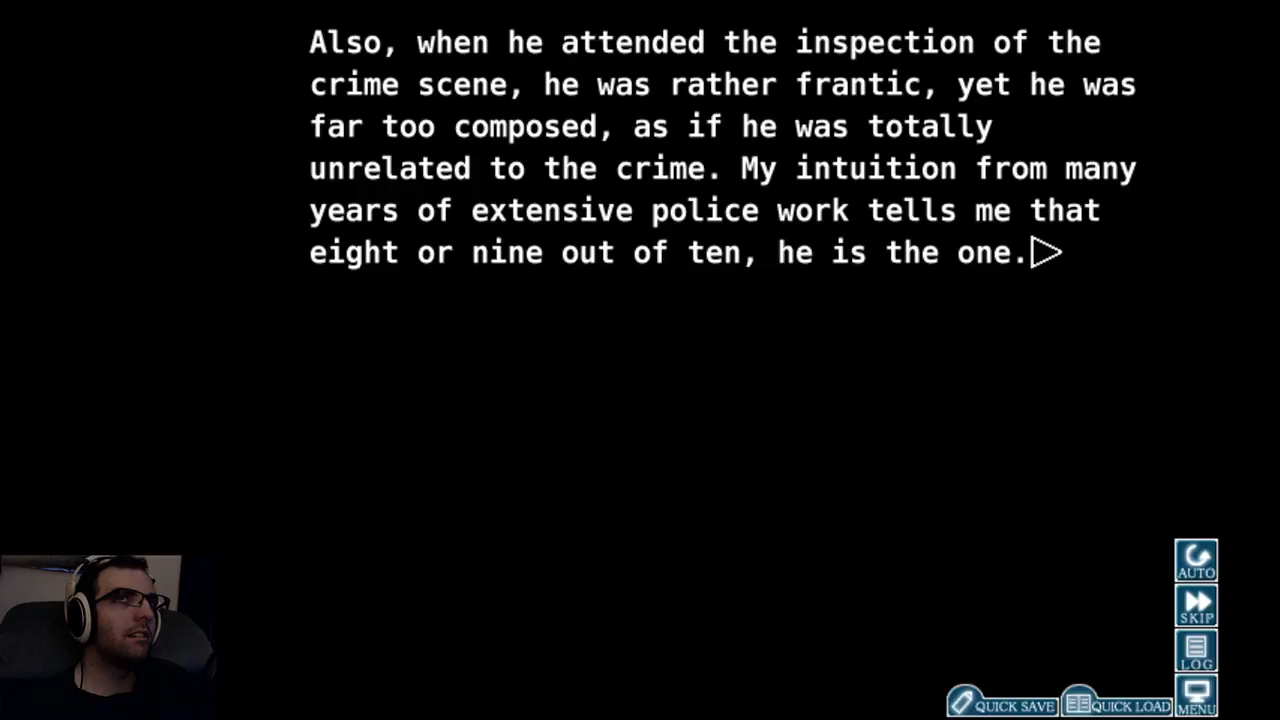 Also, when he attended the inspection of the
crime scene, he was rather frantic, yet he was
far too composed, as if he was totally
unrelated to the crime. My intuition from many
years of extensive police work tells me that
eight or nine out of ten, he is the one.
AUTO
SKIP
LOG
MENU
QUICK SAVE
QUICK LOAD